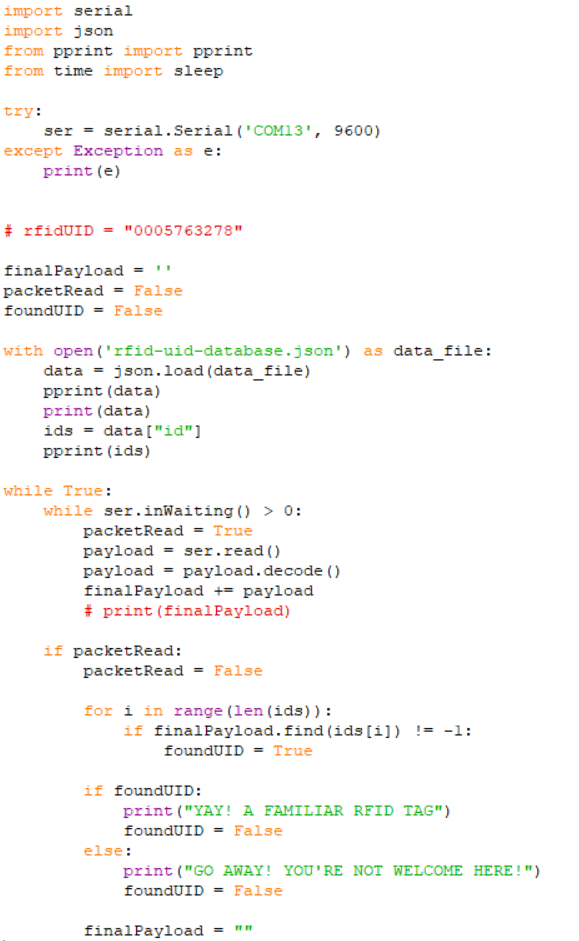 import serial
import json
from pprint import pprint
from time import sleep

try:
    ser = serial.Serial('COM13', 9600)
except Exception as e:
    print(e)


# rfidUID = "0005763278"

finalPayload = ''
packetRead = False
foundUID = False

with open('rfid-uid-database.json') as data_file:
    data = json.load(data_file)
    pprint(data)
    print(data)
    ids = data["id"]
    pprint(ids)

while True:
    while ser.inWaiting() > 0:
        packetRead = True
        payload = ser.read()
        payload = payload.decode()
        finalPayload += payload
        # print(finalPayload)

    if packetRead:
        packetRead = False

        for i in range(len(ids)):
            if finalPayload.find(ids[i]) != -1:
                foundUID = True

        if foundUID:
            print("YAY! A FAMILIAR RFID TAG")
            foundUID = False
        else:
            print("GO AWAY! YOU'RE NOT WELCOME HERE!")
            foundUID = False

        finalPayload = ""